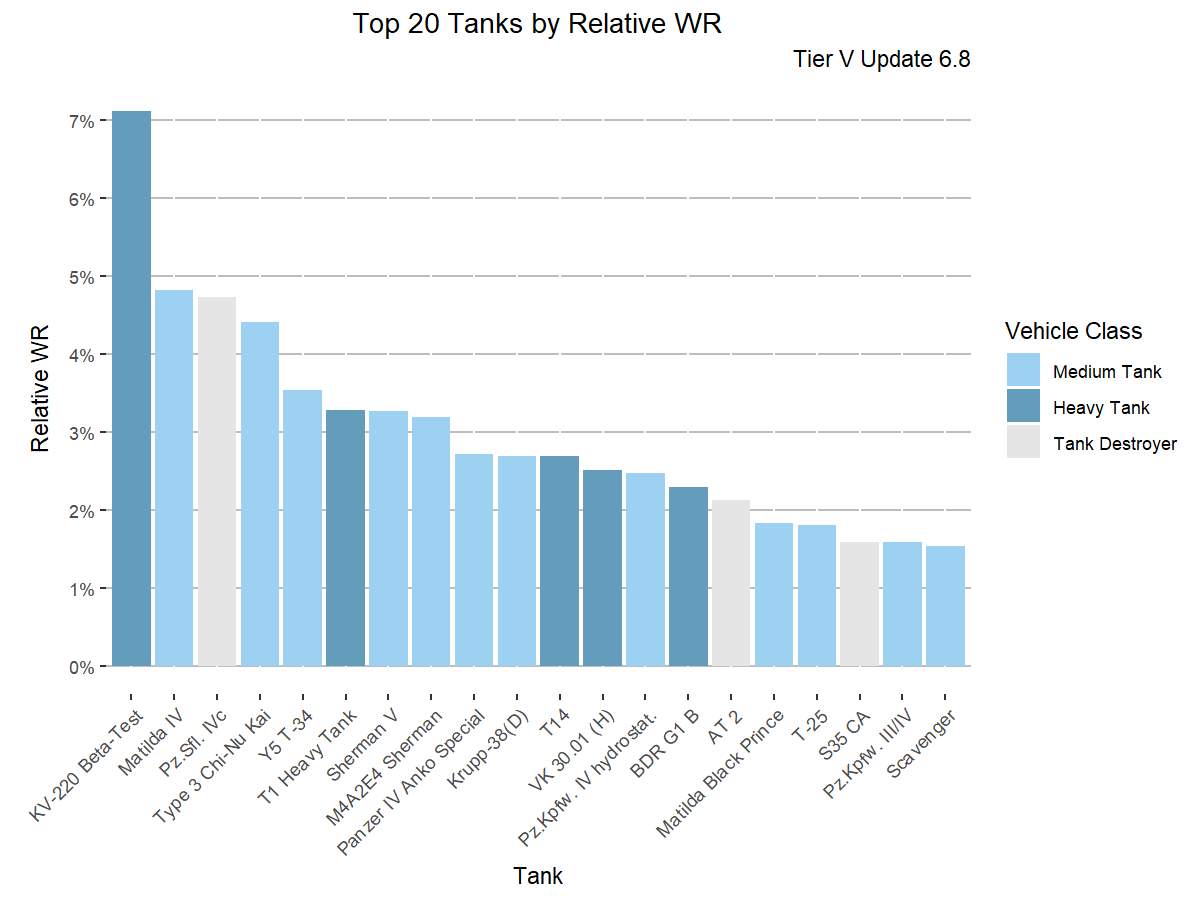 Top 20 Tanks by Relative WR
Tier V Update 6.8
7%
6%
5%
4%
3%
2%
1%
0%
Relative WR
KV-220 Beta-Test
Matilda IV
Pz.Sfl. IVc
Type 3 Chi-Nu Kai
Y5 T-34
T1 Heavy Tank
Sherman V
M4A2E4 Sherman
Panzer IV Anko Special
Krupp-38(D)
T14
VK 30.01 (H)
Pz.Kpfw. IV hydrostat.
BDR G1 B
AT 2
Matilda Black Prince
T-25
S35 CA
Pz.Kpfw. III/IV
Scavenger
Tank
Vehicle Class
Medium Tank
Heavy Tank
Tank Destroyer